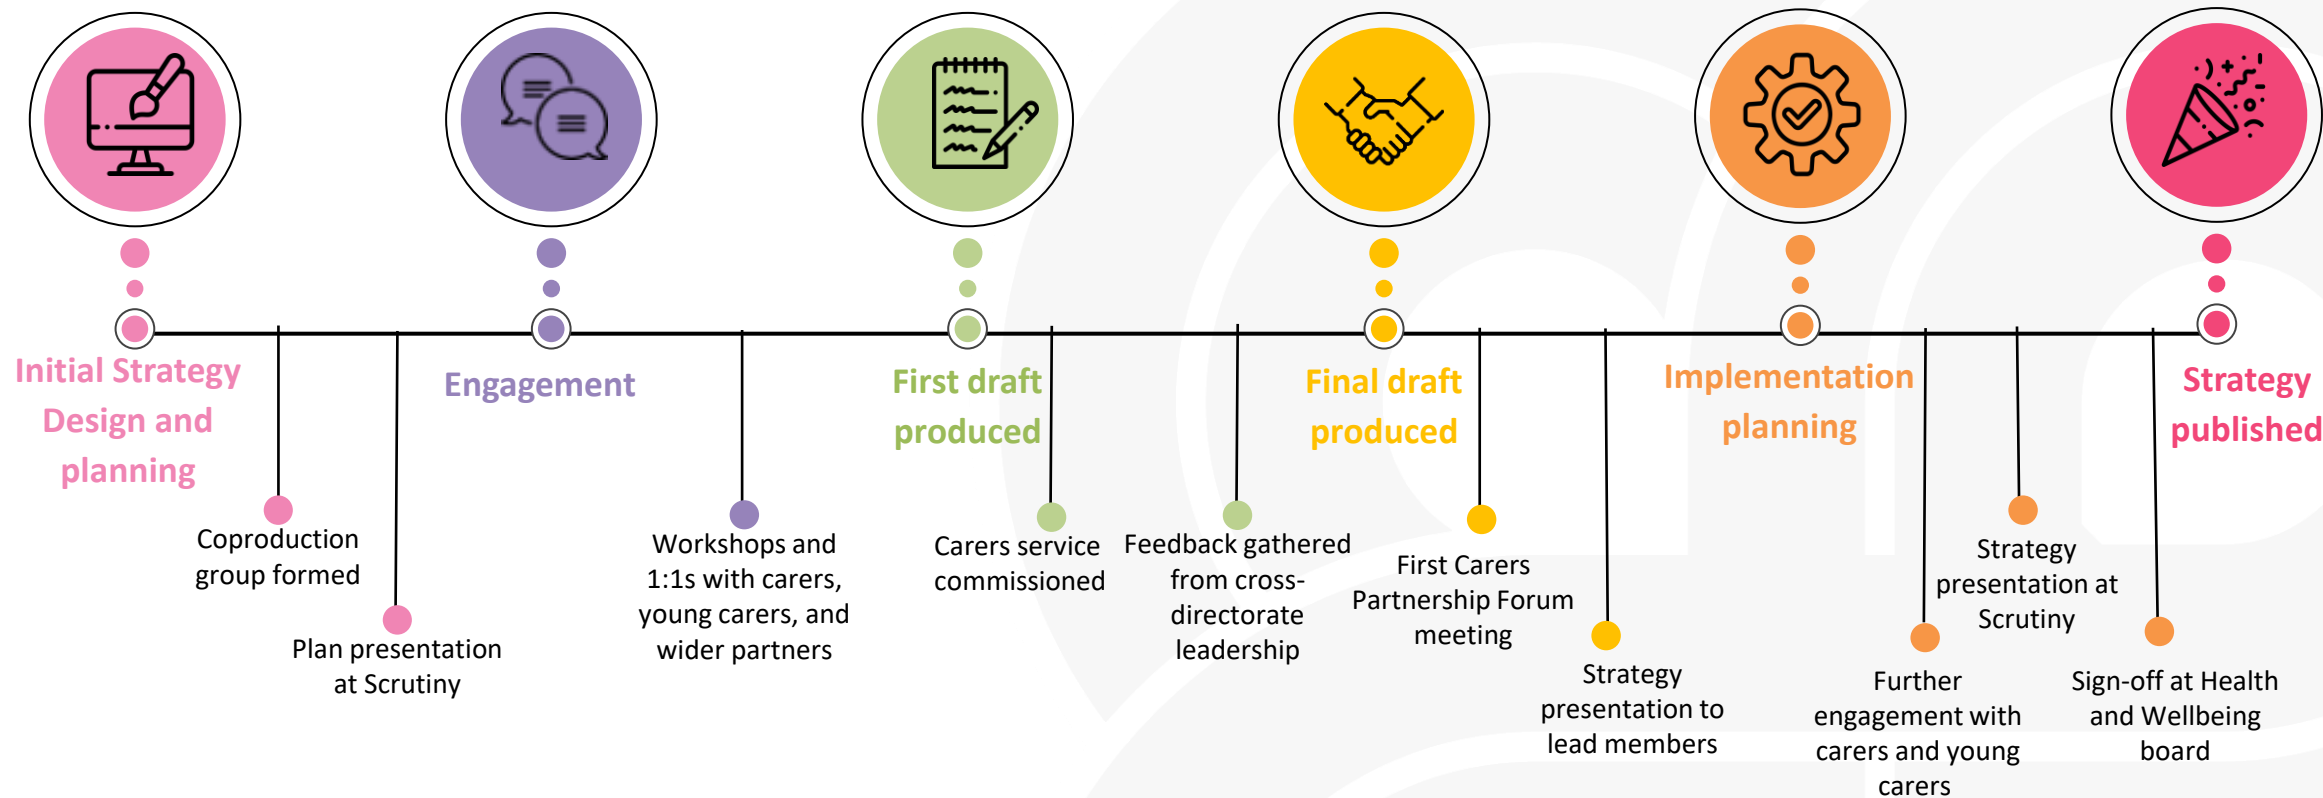 Initial Strategy
Design and
planning
Coproduction
group formed
Plan presentation
at Scrutiny
Engagement
Workshops and
1:1s with carers,
young carers, and
wider partners
First draft
produced
Carers service
commissioned
Feedback gathered
from cross-
directorate
leadership
Final draft
produced
First Carers
Partnership Forum
meeting
Strategy
presentation to
lead members
Implementation
planning
Further
engagement with
carers and young
carers
Strategy
presentation at
Scrutiny
Sign-off at Health
and Wellbeing
board
Strategy
published